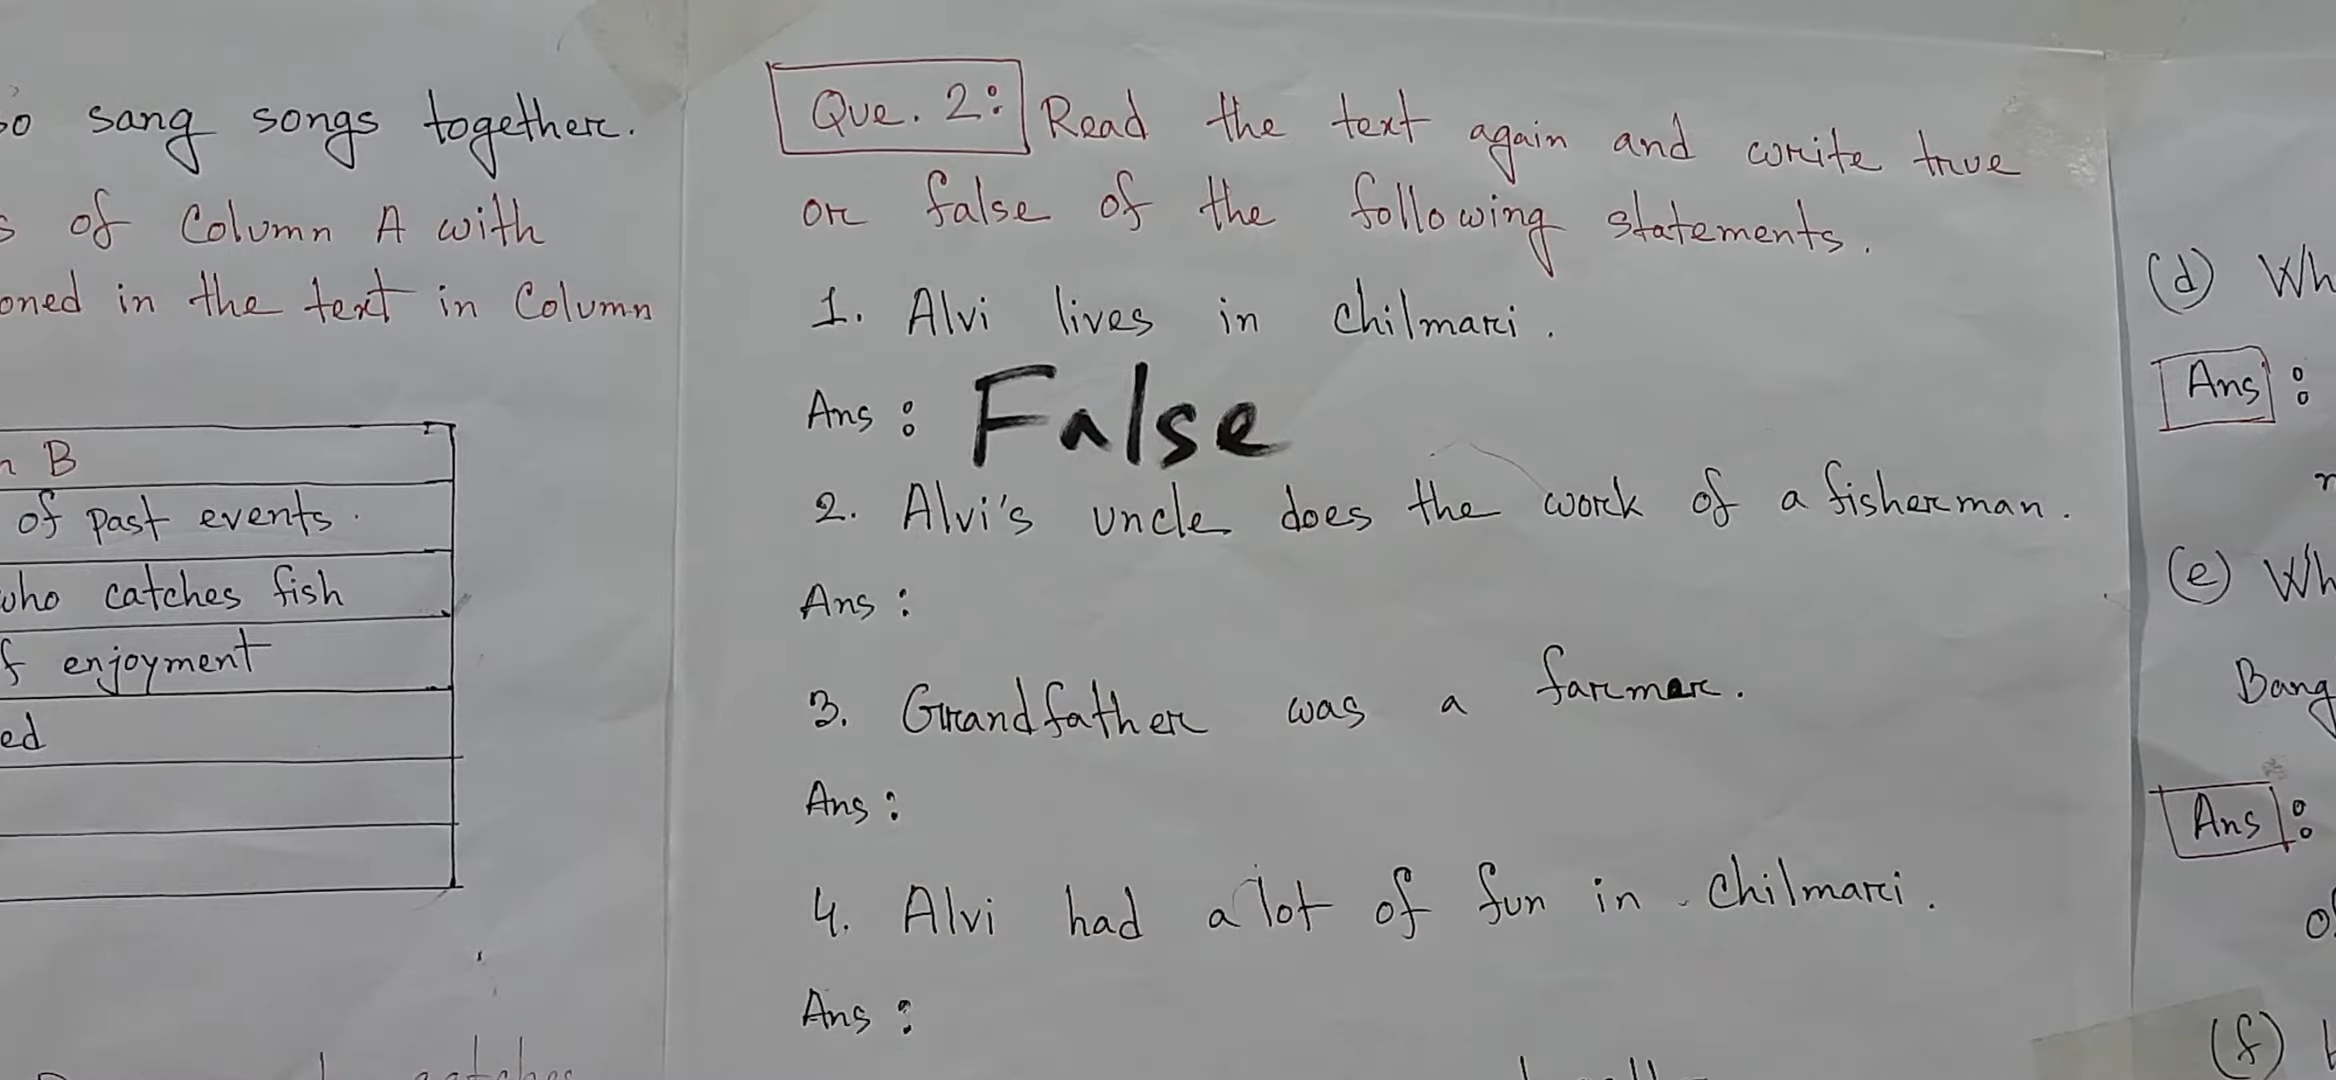 so sang songs together.
s of Column A with
oned in the text in Column
n B
of past events.
who catches fish
f enjoyment
ed
Que. 2: Read the text again and write true
or false of the following statements.
1. Alvi lives in chilmari.
Ans: False
2. Alvi's uncle does the work of a fisherman.
Ans:
3. Grandfather was a farmer.
Ans:
4. Alvi had a lot of fun in chilmari.
Ans:
(d) Wh
Ans:
(e) Wh
Bang
Ans:
of
(f)